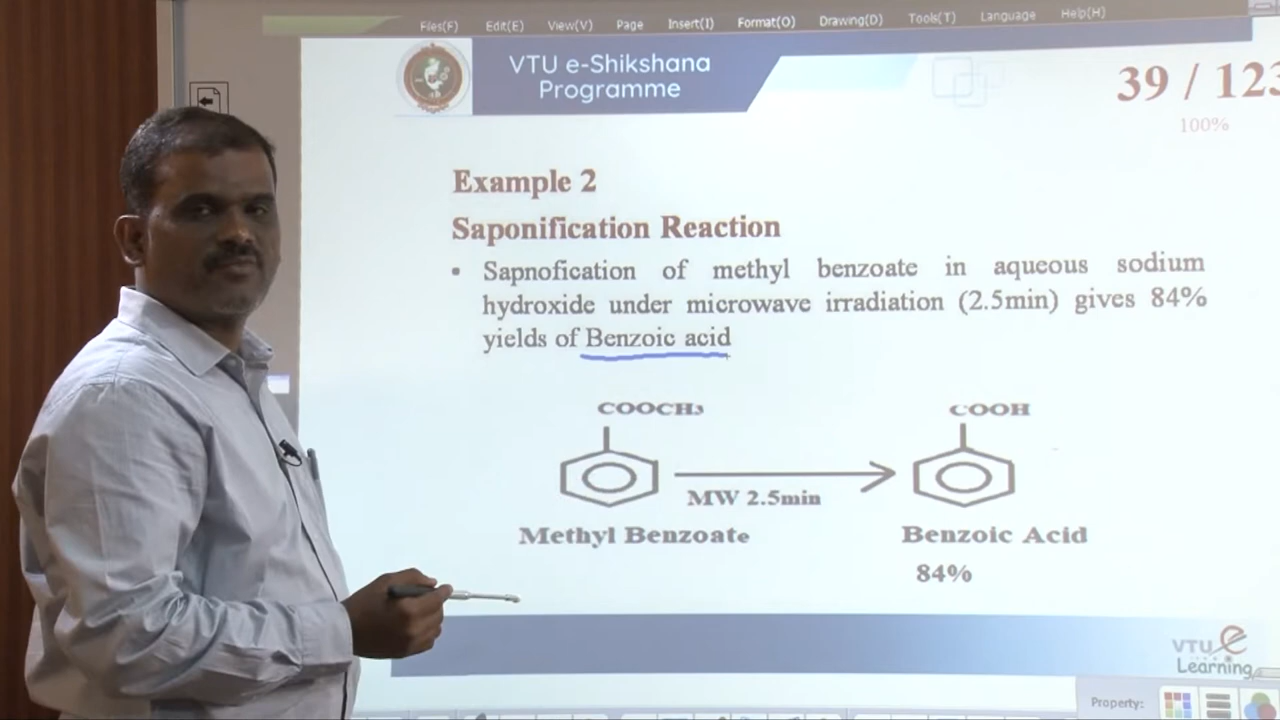 Files(F) Edit(E) View(V) Page Insert(I) Format(O) Drawing(D) Tools(T) Language Help(H)
VTU e-Shikshana
Programme
39 / 123
100%
Example 2
Saponification Reaction
▪ Sapnofication of methyl benzoate in aqueous sodium
hydroxide under microwave irradiation (2.5min) gives 84%
yields of Benzoic acid
COOCH₃ COOH
MW 2.5min
Methyl Benzoate Benzoic Acid
84%
VTU e
Learning
Property: